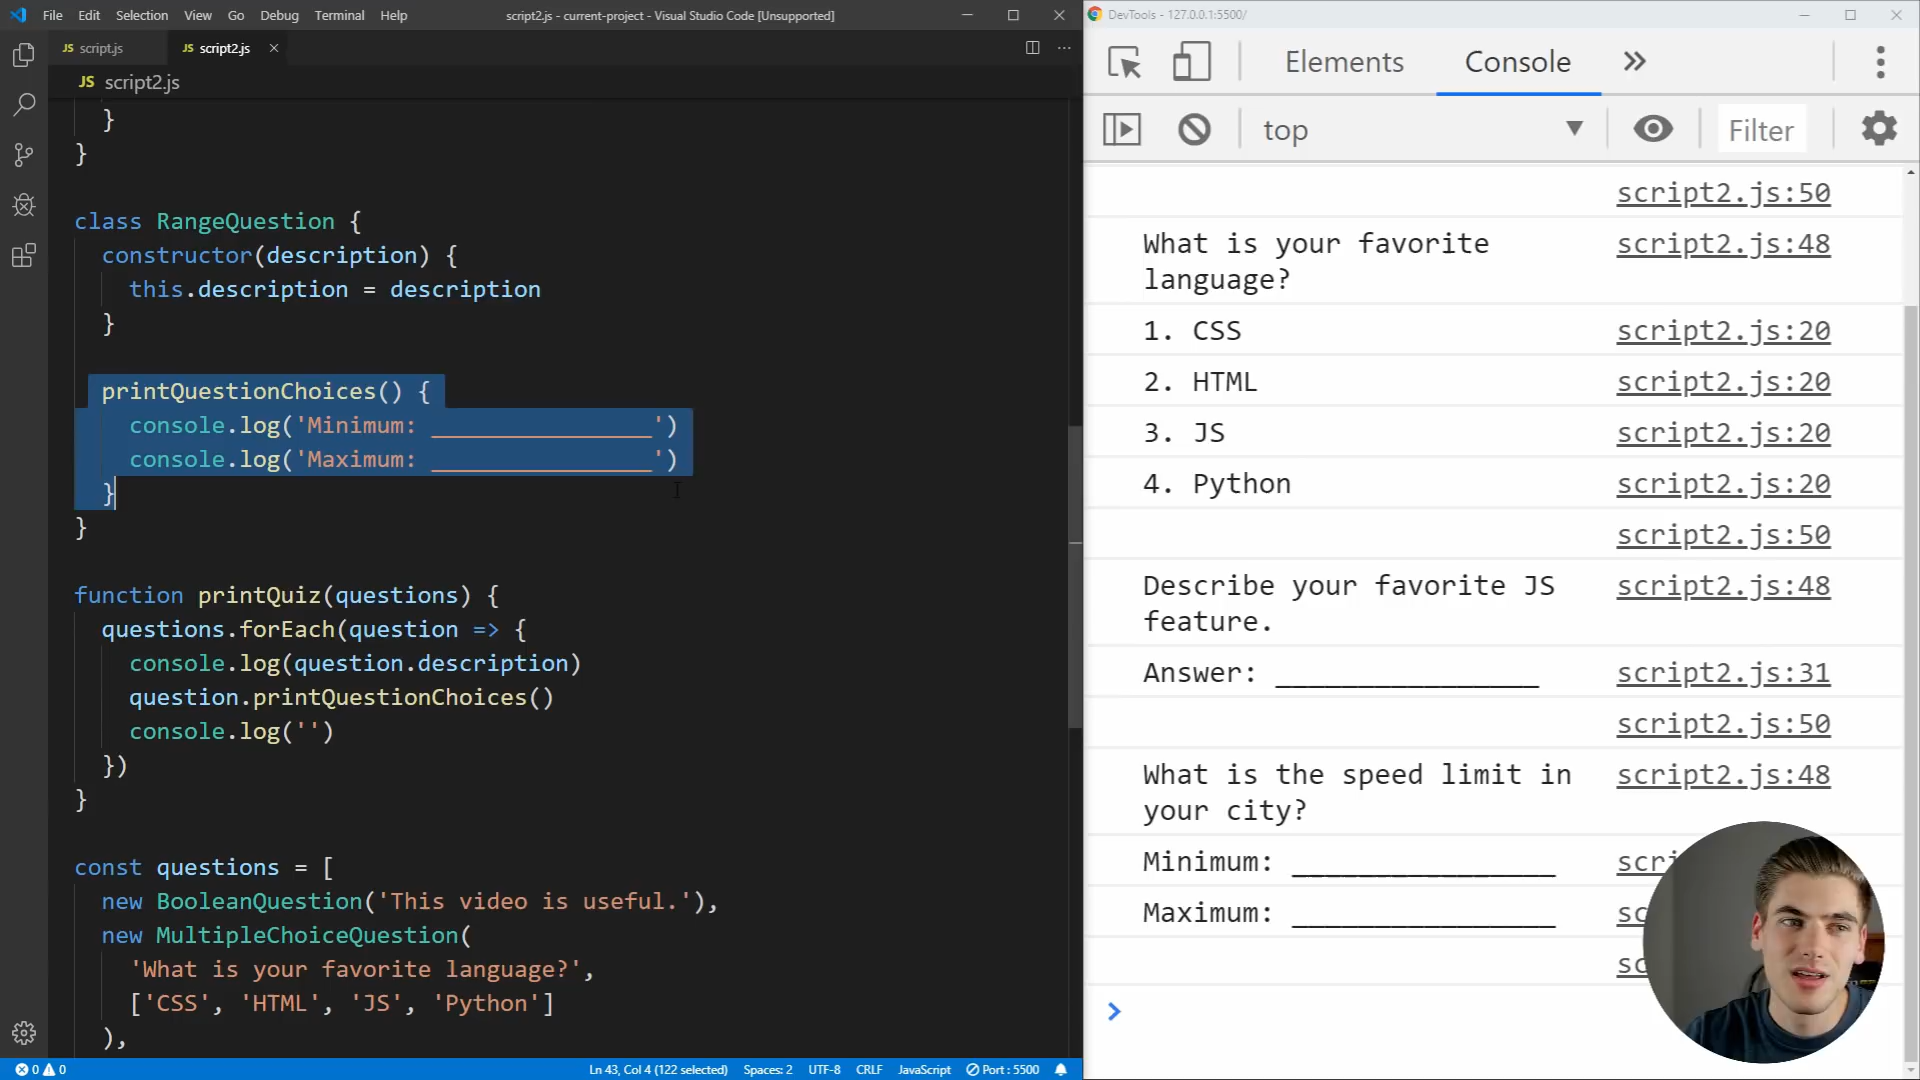 File Edit Selection View Go Debug Terminal Help
script2.js - current-project - Visual Studio Code [Unsupported]
JS script.js
JS script2.js
JS script2.js
}
}
class RangeQuestion {
constructor(description) {
this.description = description
}
printQuestionChoices() {
console.log('Minimum: ________________')
console.log('Maximum: ________________')
}
}
function printQuiz(questions) {
questions.forEach(question => {
console.log(question.description)
question.printQuestionChoices()
console.log('')
})
}
const questions = [
new BooleanQuestion('This video is useful.'),
new MultipleChoiceQuestion(
'What is your favorite language?',
['CSS', 'HTML', 'JS', 'Python']
),
0 0
Ln 43, Col 4 (122 selected) Spaces: 2 UTF-8 CRLF JavaScript Port : 5500
DevTools - 127.0.0.1:5500/
Elements Console
top Filter
script2.js:50
What is your favorite script2.js:48
language?
1. CSS script2.js:20
2. HTML script2.js:20
3. JS script2.js:20
4. Python script2.js:20
script2.js:50
Describe your favorite JS script2.js:48
feature.
Answer: ________________ script2.js:31
script2.js:50
What is the speed limit in script2.js:48
your city?
Minimum: ________________
Maximum: ________________